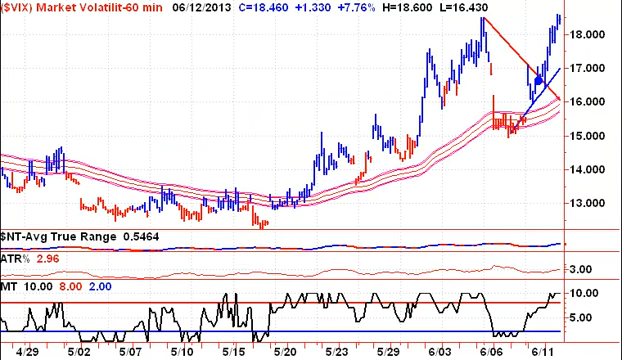 ($VIX) Market Volatilit-60 min 06/12/2013 C=18.460 +1.330 +7.76% H=18.600 L=16.430
18.000
17.000
16.000
15.000
14.000
13.000
$NT-Avg True Range 0.5464
ATR% 2.96
3.00
MT 10.00 8.00 2.00
10.00
5.00
4/29 5/02 5/07 5/10 5/15 5/20 5/23 5/29 6/03 6/06 6/11